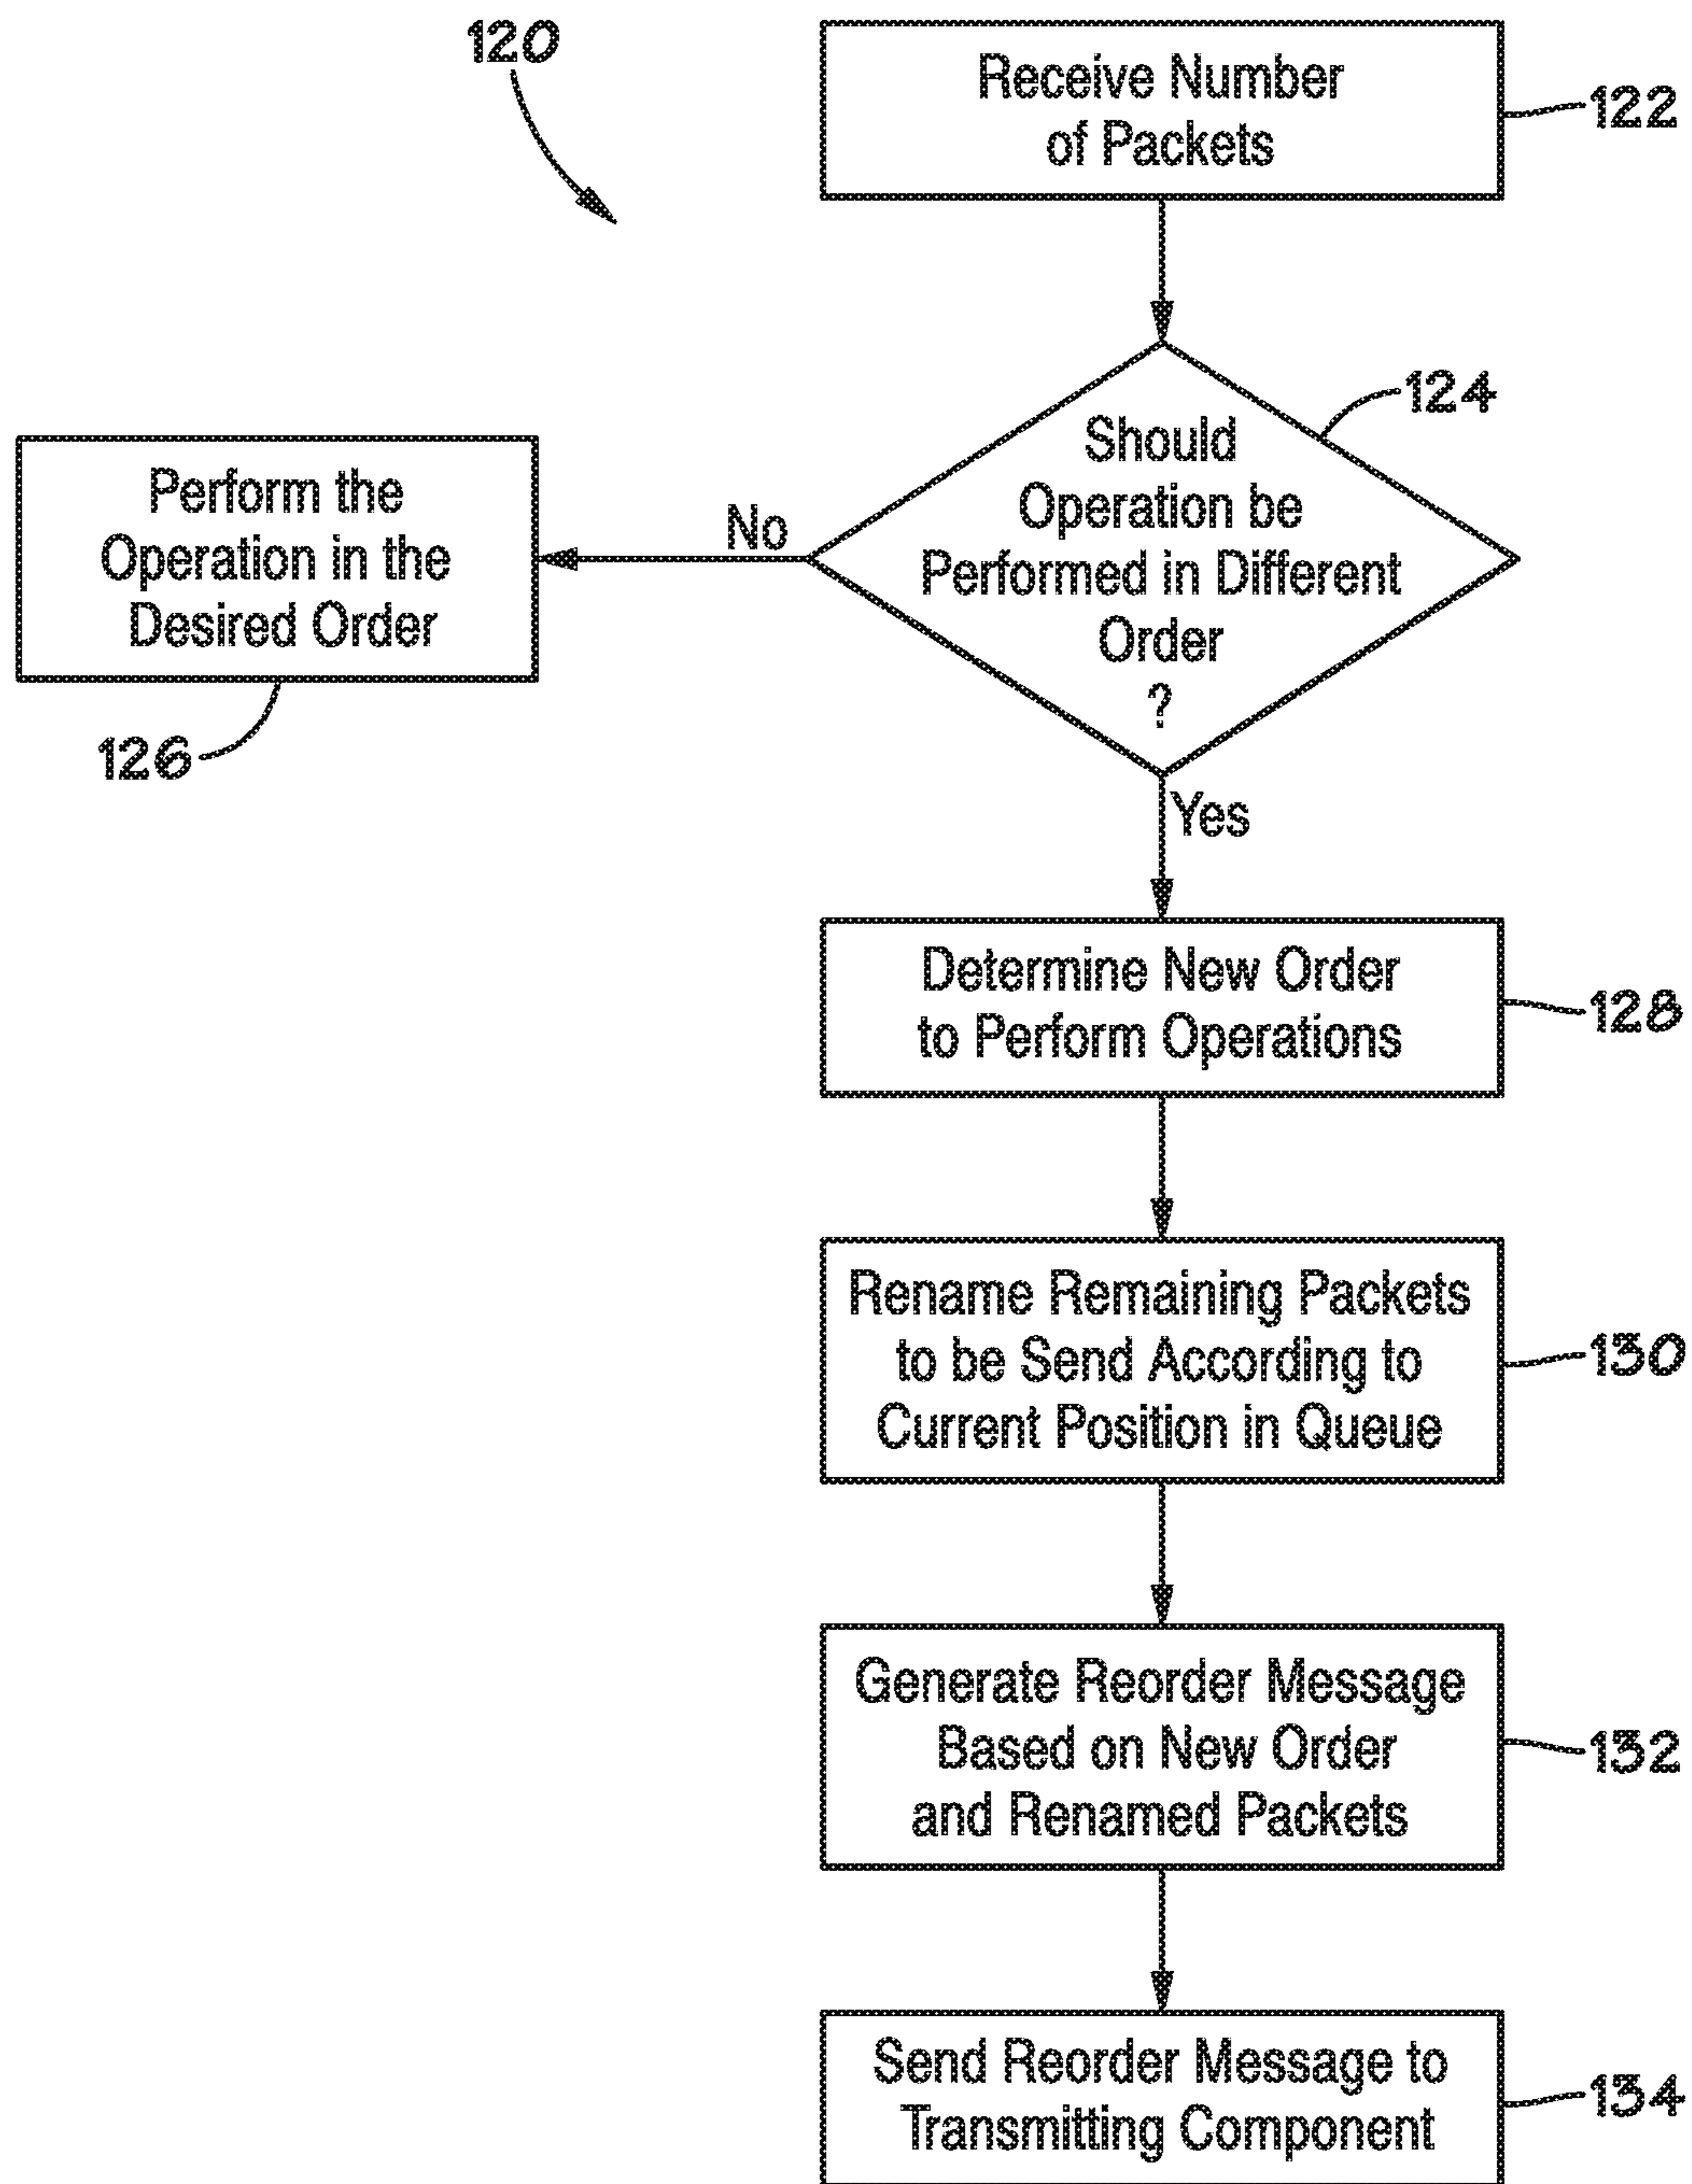 120
Receive Number
of Packets
122
Should
Operation be
Performed in Different
Order
?
124
No
Perform the
Operation in the
Desired Order
126
Yes
Determine New Order
to Perform Operations
128
Rename Remaining Packets
to be Send According to
Current Position in Queue
130
Generate Reorder Message
Based on New Order
and Renamed Packets
132
Send Reorder Message to
Transmitting Component
134